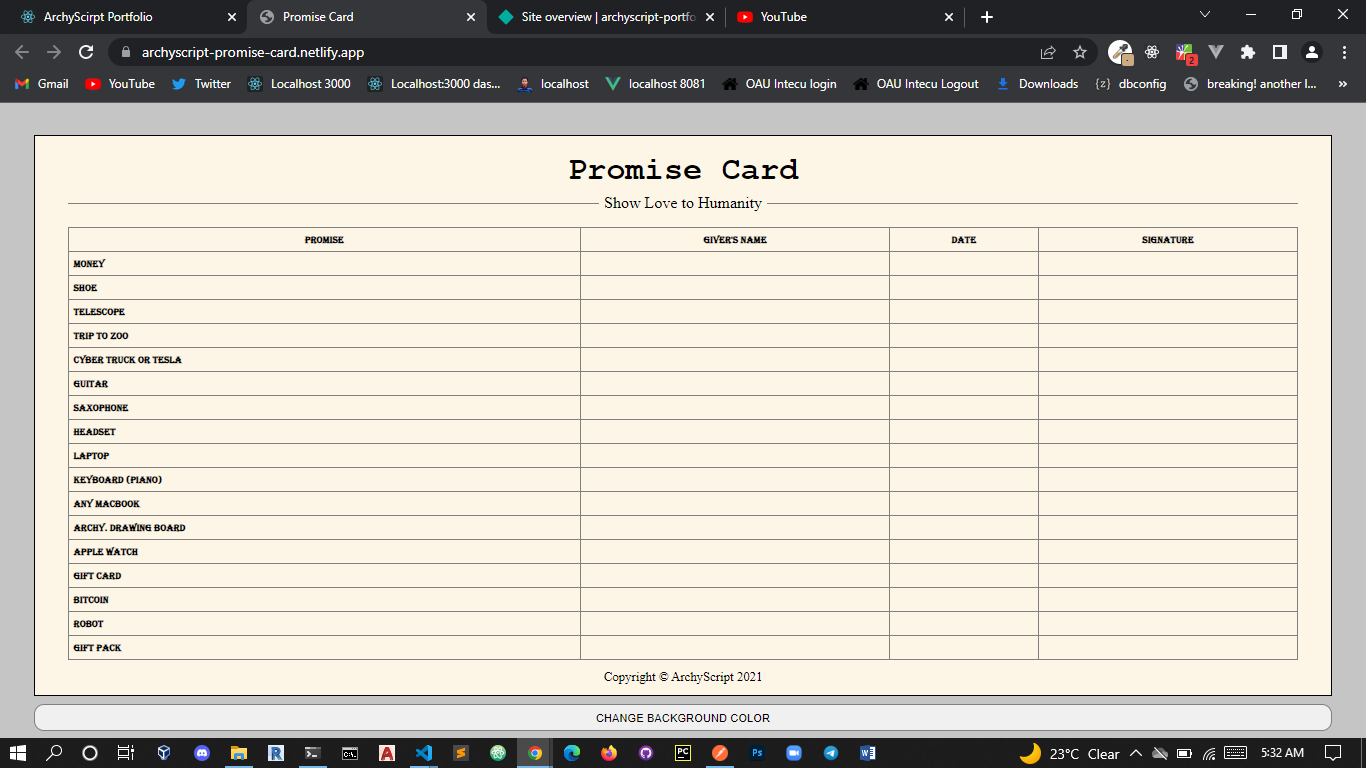 ArchyScirpt Portfolio Promise Card Site overview | archyscript-portfo YouTube
archyscript-promise-card.netlify.app 2
Gmail YouTube Twitter Localhost 3000 Localhost:3000 das... localhost localhost 8081 OAU Intecu login OAU Intecu Logout Downloads {z} dbconfig breaking! another l... »
Promise Card
Show Love to Humanity
PROMISE GIVER'S NAME DATE SIGNATURE
MONEY
SHOE
TELESCOPE
TRIP TO ZOO
CYBER TRUCK OR TESLA
GUITAR
SAXOPHONE
HEADSET
LAPTOP
KEYBOARD (PIANO)
ANY MACBOOK
ARCHY. DRAWING BOARD
APPLE WATCH
GIFT CARD
BITCOIN
ROBOT
GIFT PACK
Copyright © ArchyScript 2021
CHANGE BACKGROUND COLOR
23°C Clear 5:32 AM